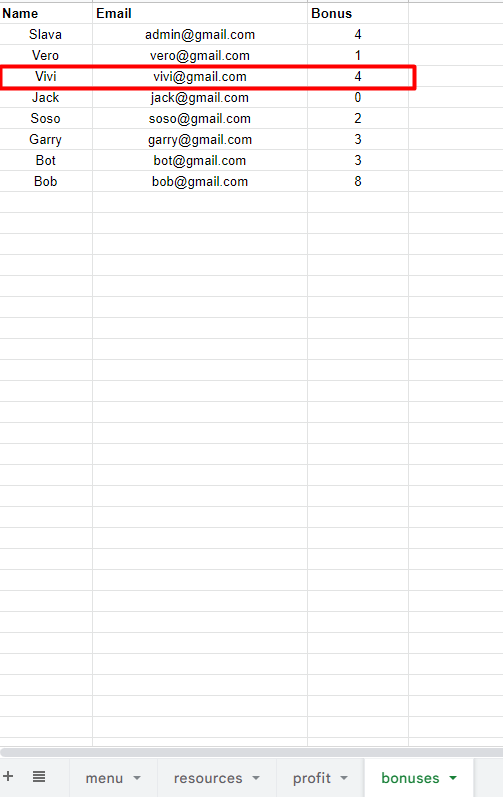 Name Email Bonus
Slava admin@gmail.com 4
Vero vero@gmail.com 1
Vivi vivi@gmail.com 4
Jack jack@gmail.com 0
Soso soso@gmail.com 2
Garry garry@gmail.com 3
Bot bot@gmail.com 3
Bob bob@gmail.com 8
menu resources profit bonuses